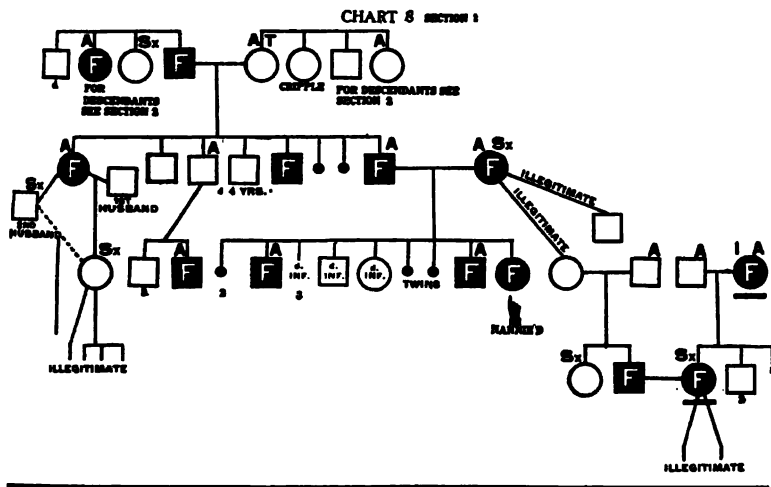 CHART 8 SECTION 1
A Sx A T A
F F
4
FOR
DESCENDANTS
SEE SECTION 2
CRIPPLE
FOR DESCENDANTS SEE
SECTION 2
A A A A Sx
F F F F
d 4 YRS.
Sx
1ST
HUSBAND
2ND
HUSBAND
ILLEGITIMATE
ILLEGITIMATE
Sx A A A A A I A
F F F F F
d. INF. d. INF. d. INF.
2 3
TWINS
MARRIE'D
Sx Sx
F F
3
ILLEGITIMATE
ILLEGITIMATE